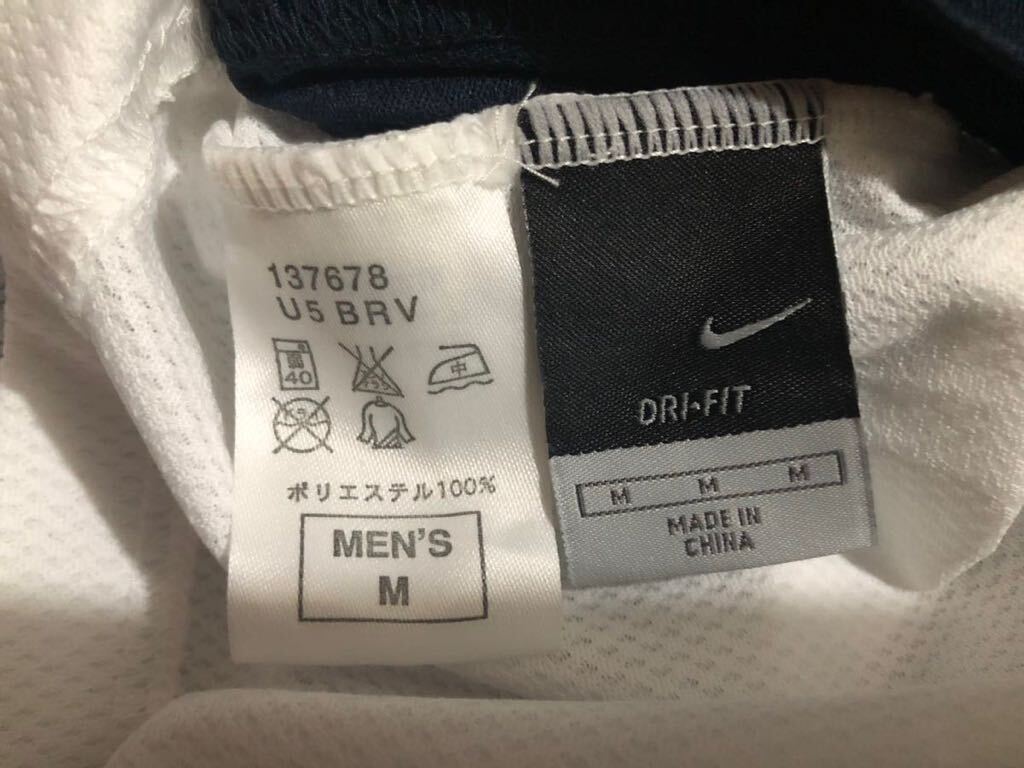 137678
U5 BRV
40
中
ポリエステル100%
MEN'S
M
DRI-FIT
M M M
MADE IN
CHINA